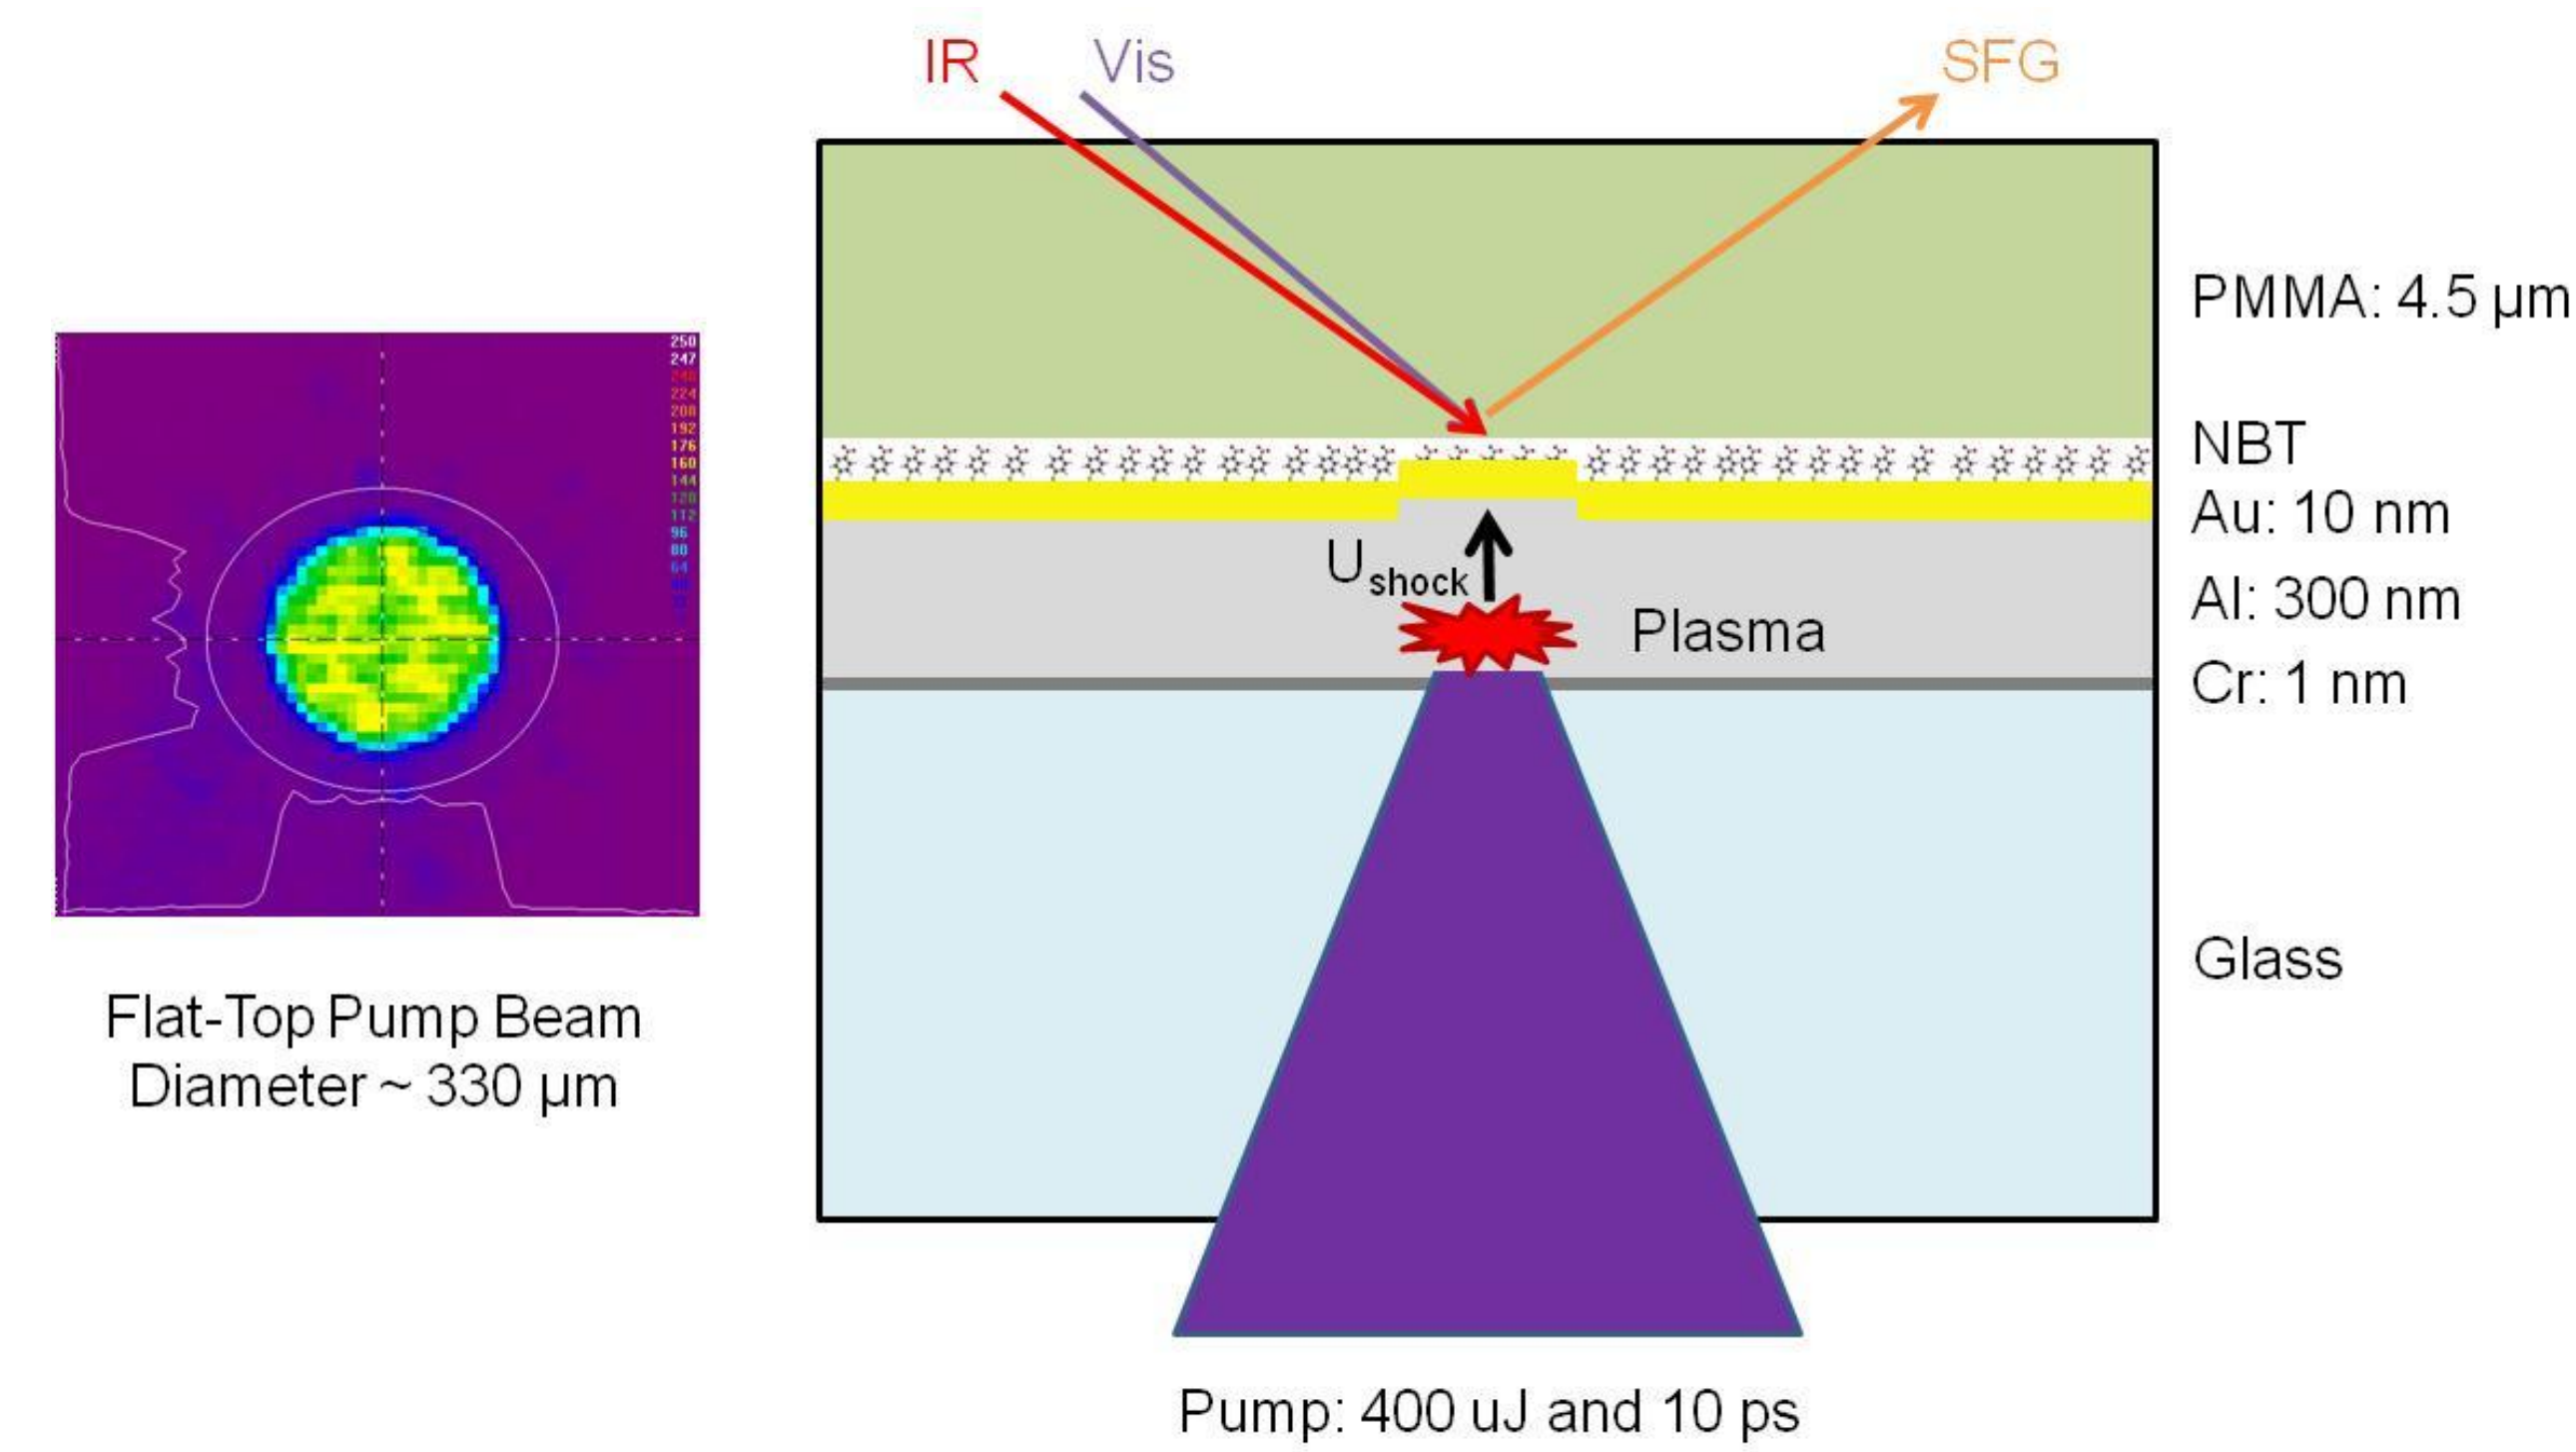 IR
Vis
SFG
PMMA: 4.5 µm
NBT
Au: 10 nm
Al: 300 nm
Cr: 1 nm
Glass
U shock
Plasma
250
247
240
224
208
192
176
160
144
128
112
96
80
64
Flat-Top Pump Beam
Diameter ~ 330 µm
Pump: 400 uJ and 10 ps